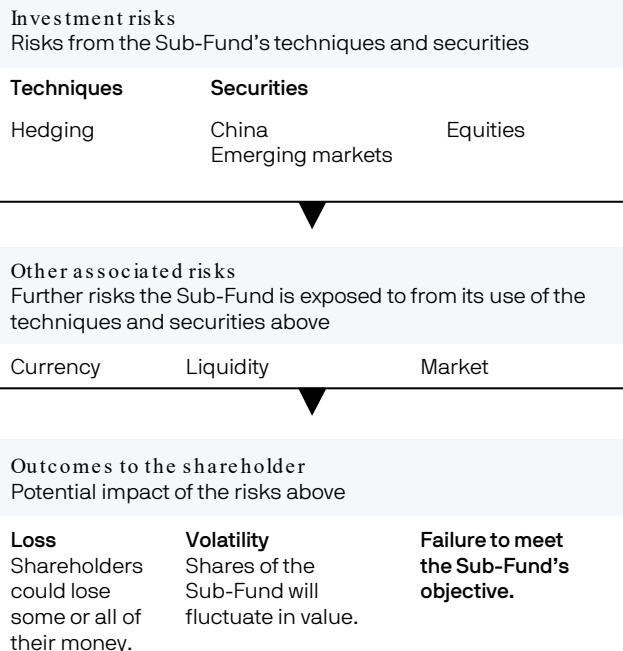 Investment risks
Risks from the Sub-Fund's techniques and securities
Techniques Securities
Hedging China Equities
Emerging markets
Other associated risks
Further risks the Sub-Fund is exposed to from its use of the
techniques and securities above
Currency Liquidity Market
Outcomes to the shareholder
Potential impact of the risks above
Loss Volatility Failure to meet
Shareholders Shares of the the Sub-Fund's
could lose Sub-Fund will objective.
some or all of fluctuate in value.
their money.